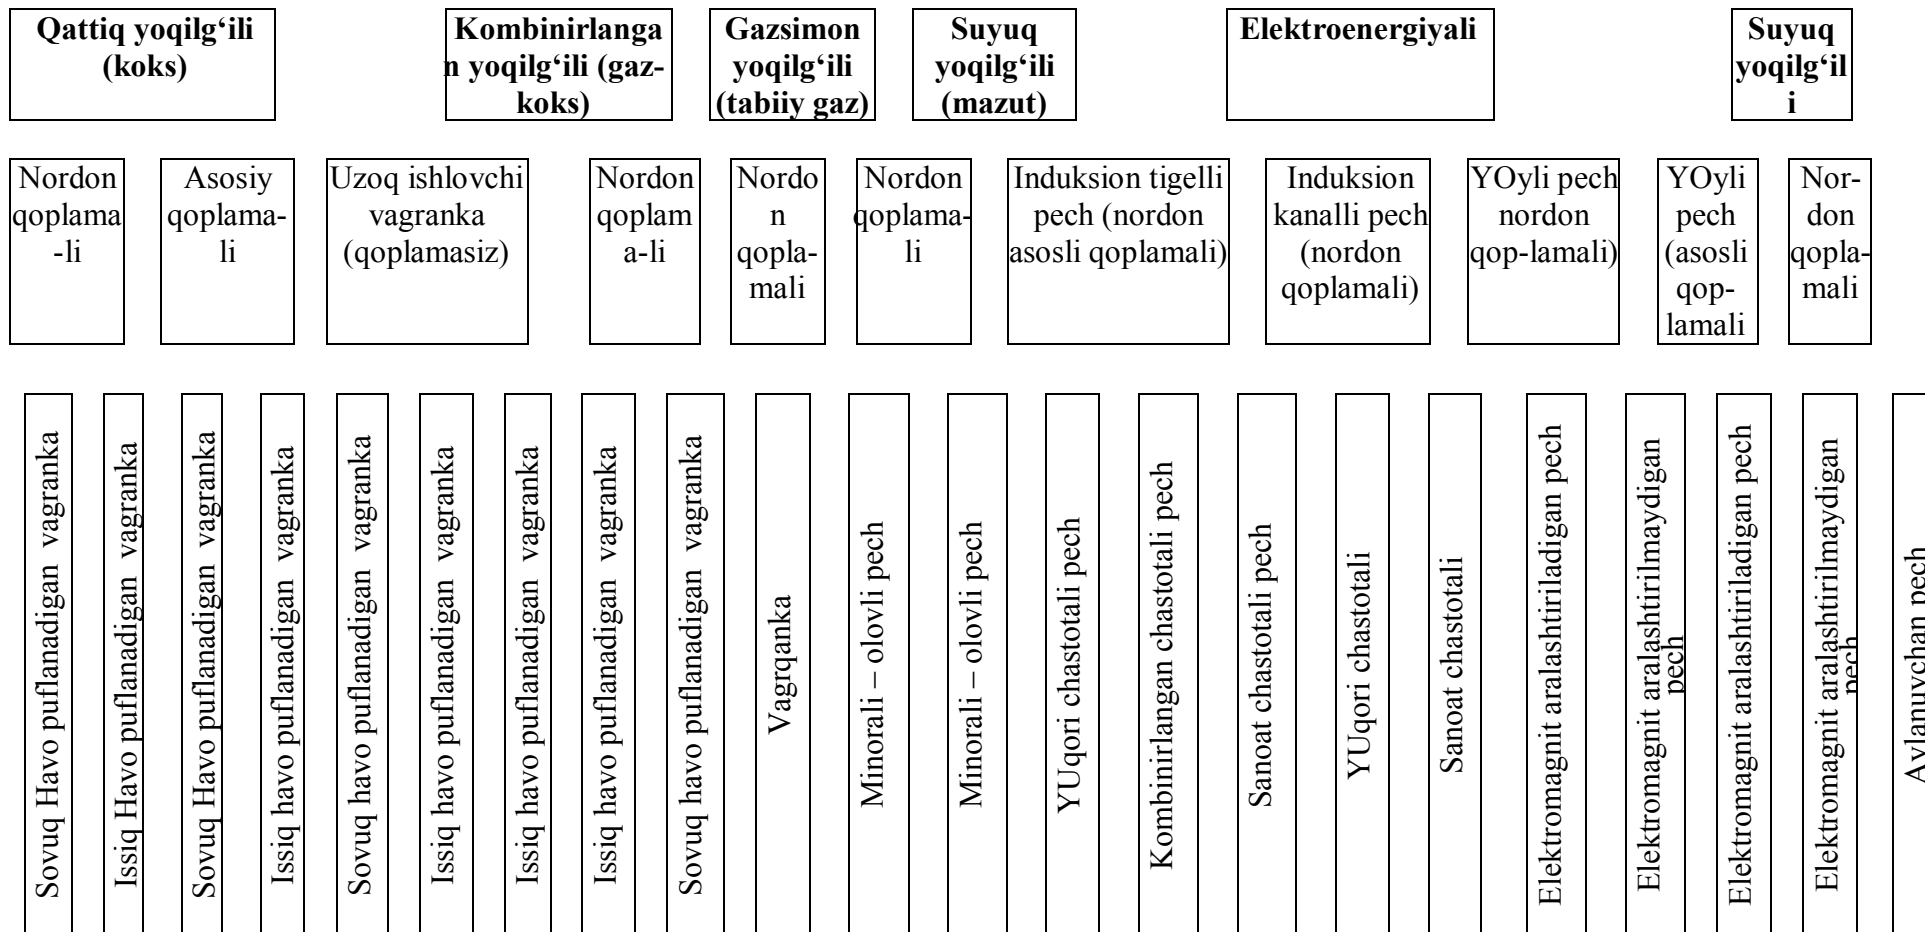 Qattiq yoqilg‘ili
(koks)
Kombinirlanga
n yoqilg‘ili (gaz-
koks)
Gazsimon
yoqilg‘ili
(tabiiy gaz)
Suyuq
yoqilg‘ili
(mazut)
Elektroenergiyali
Suyuq
yoqilg‘il
i
Nordon
qoplama
-li
Asosiy
qoplama-
li
Uzoq ishlovchi
vagranka
(qoplamasiz)
Nordon
qoplam
a-li
Nordo
n
qopla-
mali
Nordon
qoplama-
li
Induksion tigelli
pech (nordon
asosli qoplamali)
Induksion
kanalli pech
(nordon
qoplamali)
YOyli pech
nordon
qop-lamali)
YOyli
pech
(asosli
qop-
lamali
Nor-
don
qopla-
mali
Sovuq Havo puflanadigan vagranka
Issiq Havo puflanadigan vagranka
Sovuq Havo puflanadigan vagranka
Issiq havo puflanadigan vagranka
Sovuq havo puflanadigan vagranka
Issiq havo puflanadigan vagranka
Issiq havo puflanadigan vagranka
Issiq havo puflanadigan vagranka
Sovuq havo puflanadigan vagranka
Vagrqanka
Minorali – olovli pech
Minorali – olovli pech
YUqori chastotali pech
Kombinirlangan chastotali pech
Sanoat chastotali pech
YUqori chastotali
Sanoat chastotali
Elektromagnit aralashtiriladigan pech
Elektromagnit aralashtirilmaydigan
pech
Elektromagnit aralashtiriladigan pech
Elektromagnit aralashtirilmaydigan
pech
Aylanuvchan pech